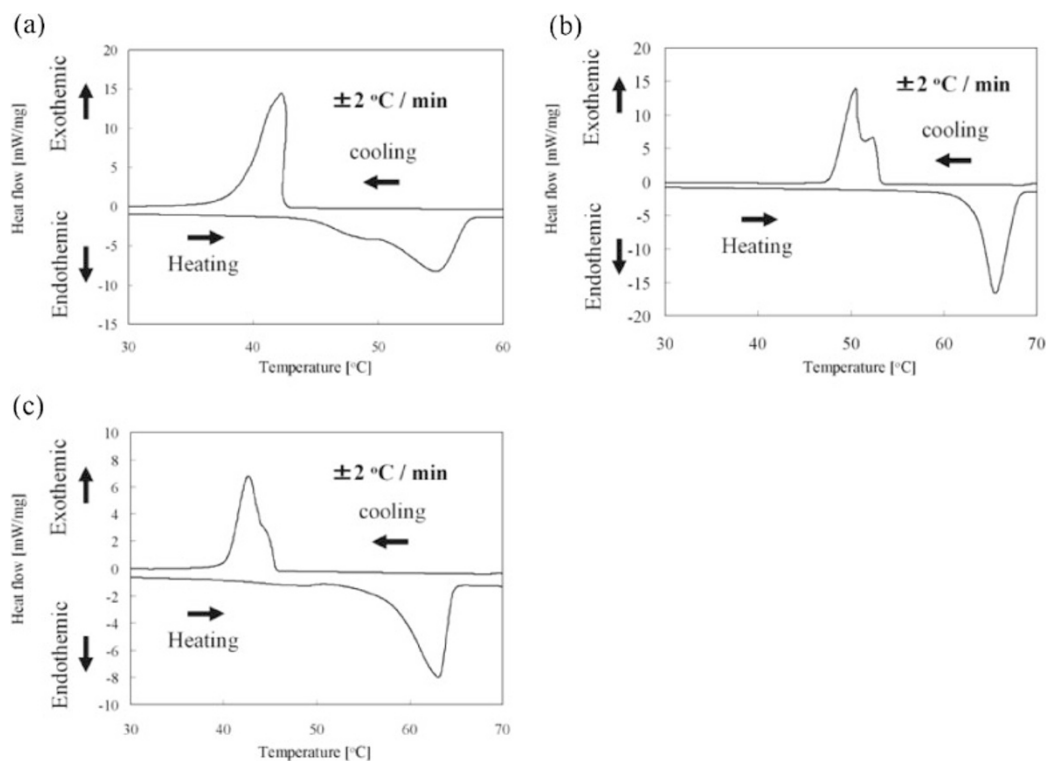 (a)
Heat flow [mW/mg]
Endothemic
Exothemic
20
15
10
5
0
-5
-10
-15
30
40
50
60
Temperature [°C]
±2 °C / min
cooling
Heating
(b)
Heat flow [mW/mg]
Endothemic
Exothemic
20
15
10
5
0
-5
-10
-15
-20
30
40
50
60
70
Temperature [°C]
±2 °C / min
cooling
Heating
(c)
Heat flow [mW/mg]
Endothemic
Exothemic
10
8
6
4
2
0
-2
-4
-6
-8
-10
30
40
50
60
70
Temperature [°C]
±2 °C / min
cooling
Heating